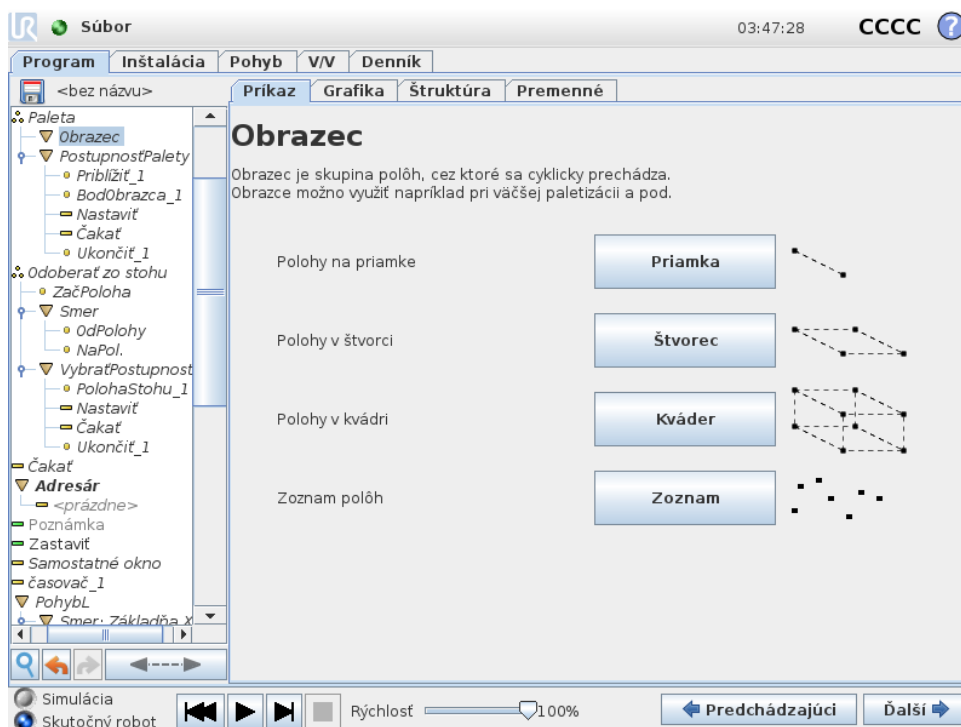 UR Súbor 03:47:28 CCCC ?
Program Inštalácia Pohyb V/V Denník
<bez názvu>
Príkaz Grafika Štruktúra Premenné
Paleta
Obrazec
PostupnosťPalety
Priblížiť_1
BodObrazca_1
Nastaviť
Čakať
Ukončiť_1
Odoberať zo stohu
ZačPoloha
Smer
OdPolohy
NaPol.
VybraťPostupnost
PolohaStohu_1
Nastaviť
Čakať
Ukončiť_1
Čakať
Adresár
<prázdne>
Poznámka
Zastaviť
Samostatné okno
časovač_1
PohybL
Smer: Základňa X
Obrazec
Obrazec je skupina polôh, cez ktoré sa cyklicky prechádza.
Obrazce možno využiť napríklad pri väčšej paletizácii a pod.
Polohy na priamke Priamka
Polohy v štvorci Štvorec
Polohy v kvádri Kváder
Zoznam polôh Zoznam
Simulácia
Skutočný robot
Rýchlosť 100%
Predchádzajúci Ďalší